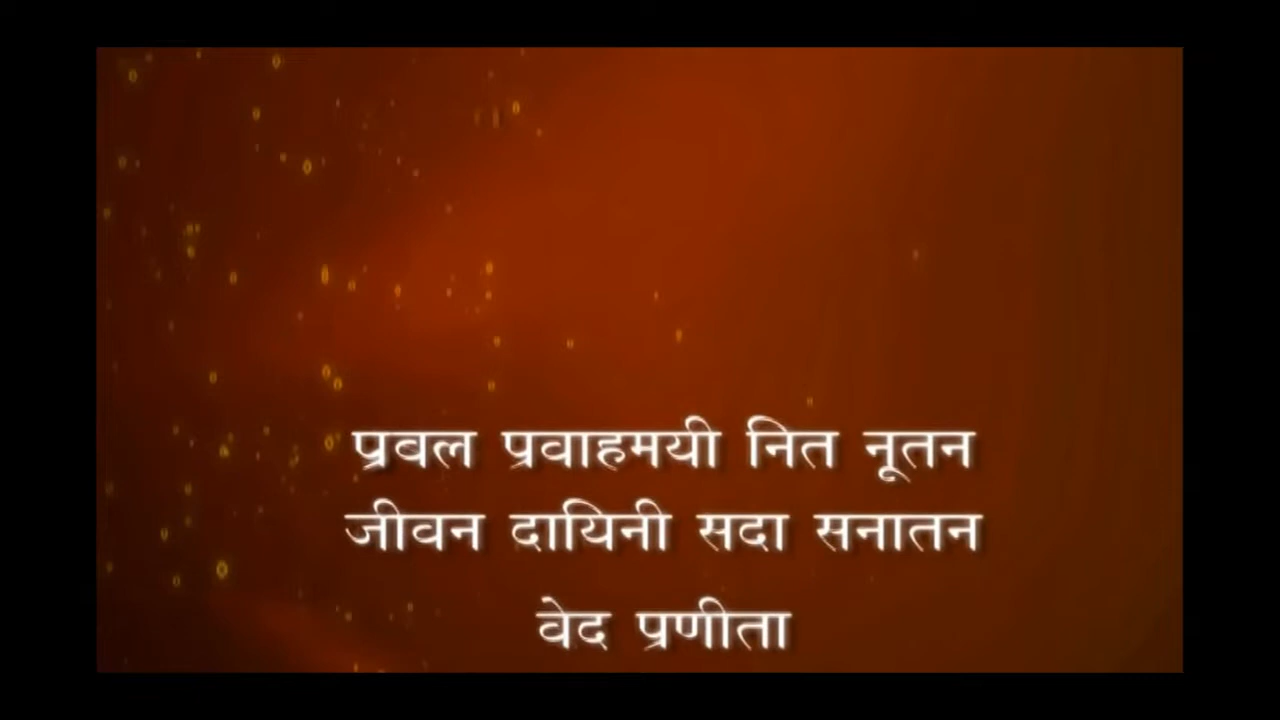 प्रबल प्रवाहमयी नित नूतन
जीवन दायिनी सदा सनातन
वेद प्रणीता